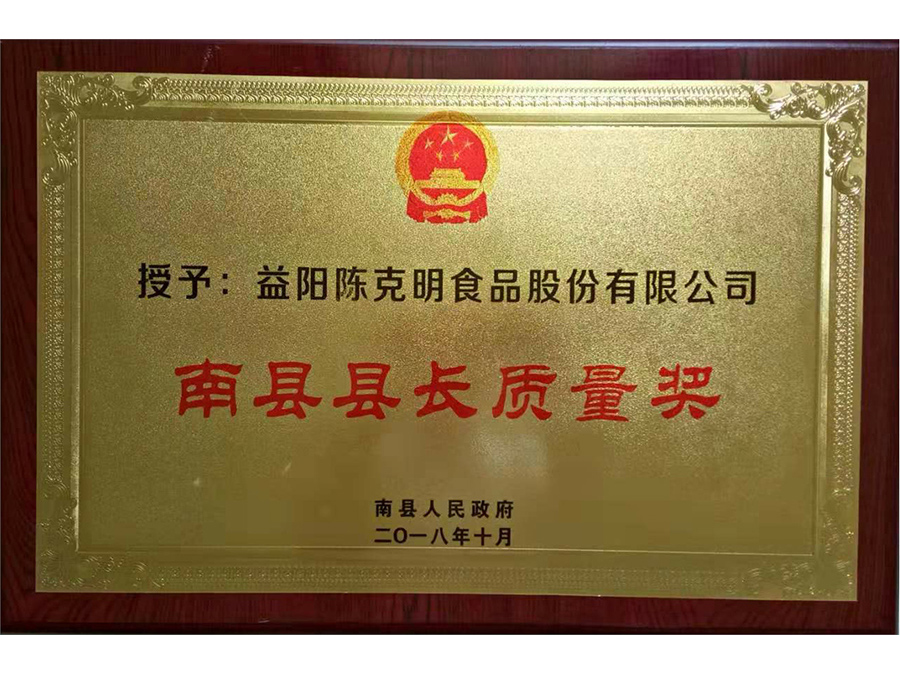 授予：益阳陈克明食品股份有限公司
南县县长质量奖
南县人民政府
二〇一八年十月